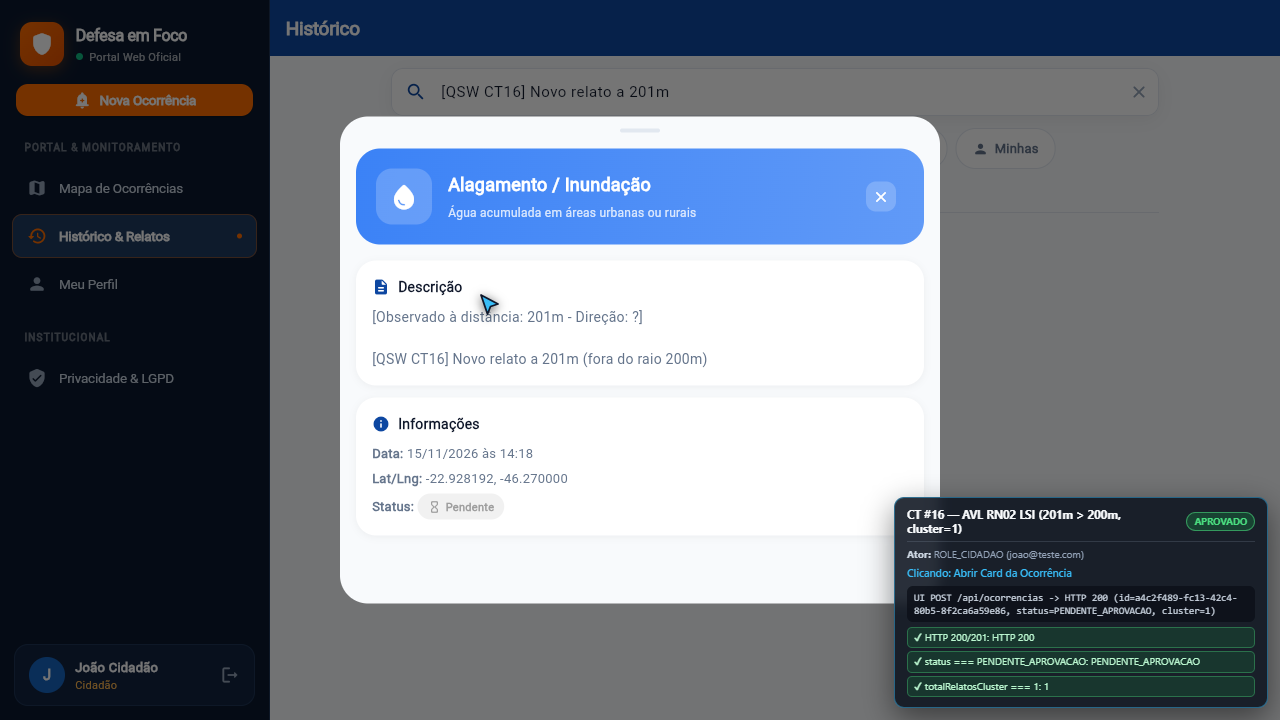 Defesa em Foco
Portal Web Oficial
Nova Ocorrência
PORTAL & MONITORAMENTO
Mapa de Ocorrências
Histórico & Relatos
Meu Perfil
INSTITUCIONAL
Privacidade & LGPD
J
João Cidadão
Cidadão
Histórico
[QSW CT16] Novo relato a 201m
Minhas
Alagamento / Inundação
Água acumulada em áreas urbanas ou rurais
Descrição
[Observado à distância: 201m - Direção: ?]
[QSW CT16] Novo relato a 201m (fora do raio 200m)
Informações
Data: 15/11/2026 às 14:18
Lat/Lng: -22.928192, -46.270000
Status: Pendente
CT #16 — AVL RN02 LSI (201m > 200m,
cluster=1)
APROVADO
Ator: ROLE_CIDADAO (joao@teste.com)
Clicando: Abrir Card da Ocorrência
UI POST /api/ocorrencias -> HTTP 200 (id=a4c2f489-fc13-42c4-
80b5-8f2ca6a59e86, status=PENDENTE_APROVACAO, cluster=1)
✔ HTTP 200/201: HTTP 200
✔ status === PENDENTE_APROVACAO: PENDENTE_APROVACAO
✔ totalRelatosCluster === 1: 1